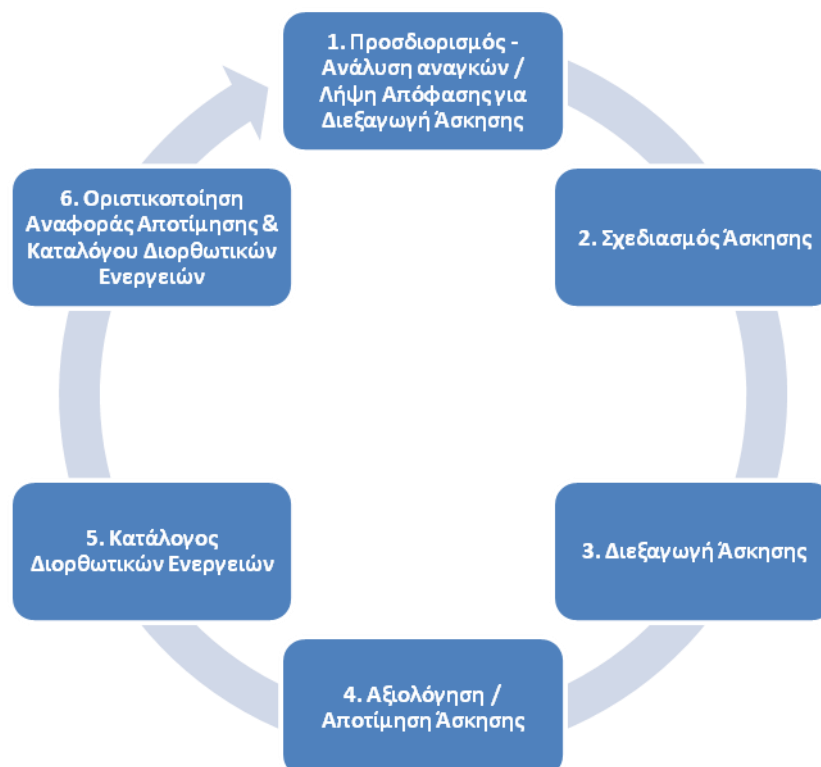 1. Προσδιορισμός -
Ανάλυση αναγκών /
Λήψη Απόφασης για
Διεξαγωγή Άσκησης
2. Σχεδιασμός Άσκησης
3. Διεξαγωγή Άσκησης
4. Αξιολόγηση /
Αποτίμηση Άσκησης
5. Κατάλογος
Διορθωτικών Ενεργειών
6. Οριστικοποίηση
Αναφοράς Αποτίμησης &
Καταλόγου Διορθωτικών
Ενεργειών